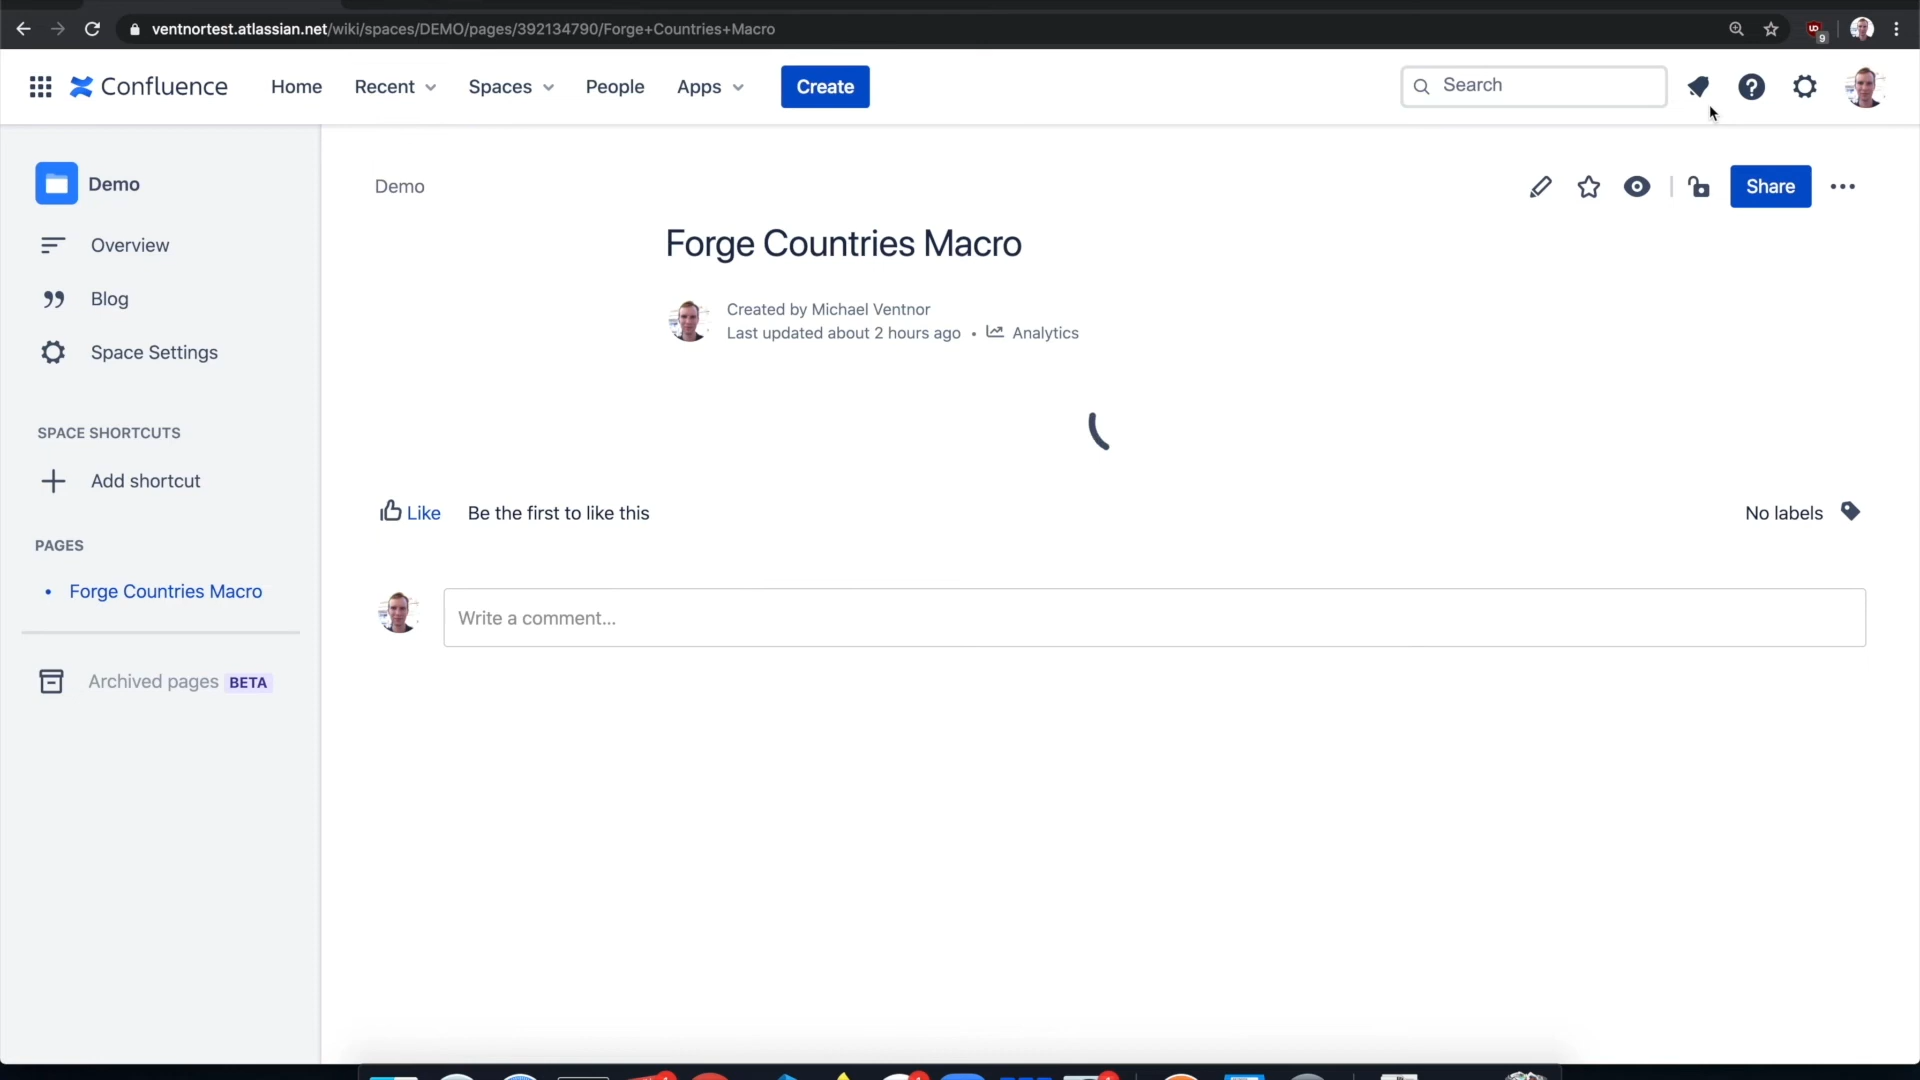 ventnortest.atlassian.net/wiki/spaces/DEMO/pages/392134790/Forge+Countries+Macro
9
Confluence
Home
Recent
Spaces
People
Apps
Create
Search
Demo
Overview
Blog
Space Settings
SPACE SHORTCUTS
Add shortcut
PAGES
• Forge Countries Macro
Archived pages BETA
Demo
Share
Forge Countries Macro
Created by Michael Ventnor
Last updated about 2 hours ago • Analytics
Like
Be the first to like this
No labels
Write a comment...